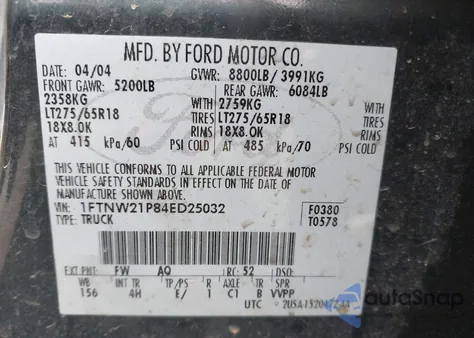 MFD. BY FORD MOTOR CO.
DATE: 04/04 GVWR: 8800LB/ 3991KG
FRONT GAWR: 5200LB REAR GAWR: 6084LB
2358KG WITH 2759KG WITH
LT275/65R18 TIRES LT275/65R18 TIRES
18X8.0K RIMS 18X8.0K RIMS
AT 415 kPa/60 PSI COLD AT 485 kPa/70 PSI COLD
THIS VEHICLE CONFORMS TO ALL APPLICABLE FEDERAL MOTOR
VEHICLE SAFETY STANDARDS IN EFFECT ON THE DATE OF
MANUFACTURE SHOWN ABOVE.
VIN: 1FTNW21P84ED25032 F0380
TYPE: TRUCK T0578
EXT PNT: FW AQ RC: 52 DSO:
WB INT TR TP/PS R AXLE TR SPR
156 4H E/ 1 C1 B VVPP
UTC
autoSnap